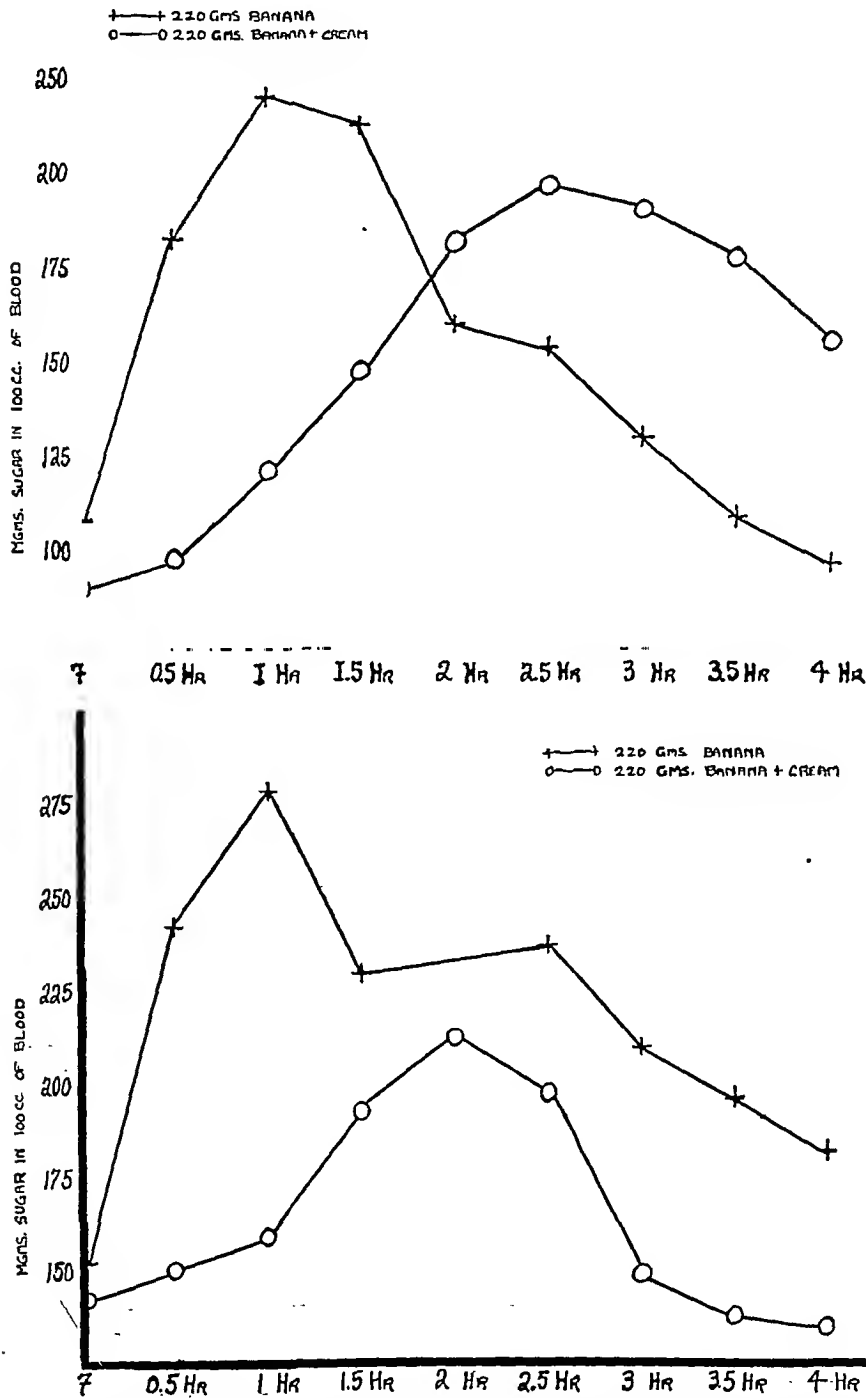 +——+ 220 GMS BANANA
O——O 220 GMS. BANANA + CREAM
250
200
175
150
125
100
MGMS. SUGAR IN 100CC. OF BLOOD
7 0.5 HR 1 HR 1.5 HR 2 HR 2.5 HR 3 HR 3.5 HR 4 HR
+——+ 220 GMS. BANANA
O——O 220 GMS. BANANA + CREAM
275
250
225
200
175
150
MGMS. SUGAR IN 100CC OF BLOOD
7 0.5 HR 1 HR 1.5 HR 2 HR 2.5 HR 3 HR 3.5 HR 4 HR